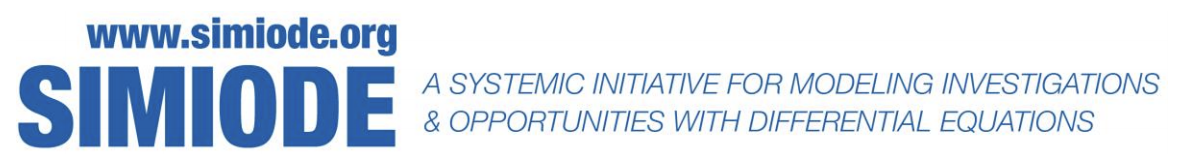 www.simiode.org
SIMIODE
A SYSTEMIC INITIATIVE FOR MODELING INVESTIGATIONS
& OPPORTUNITIES WITH DIFFERENTIAL EQUATIONS